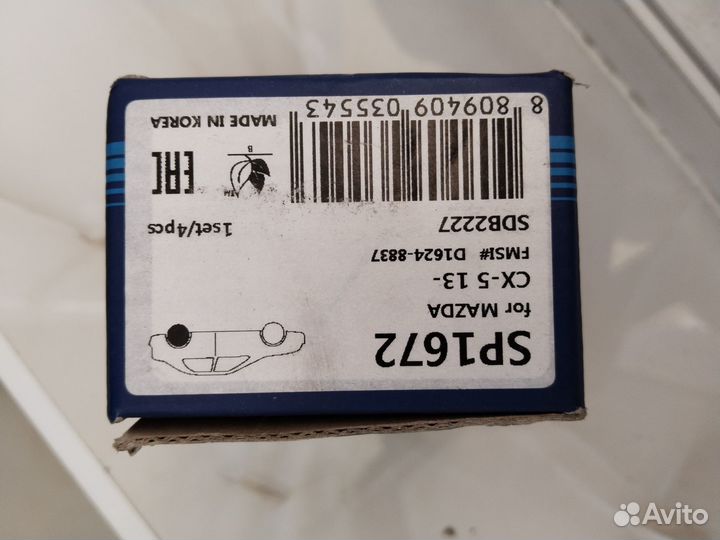 SP1672
for MAZDA
CX-5 13-
FMSI# D1624-8837
SDB2227
1set/4pcs
EAC
B
TM
8 809409 035543
MADE IN KOREA
Avito